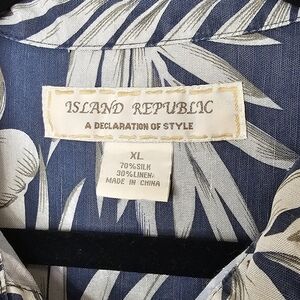 ISLAND REPUBLIC
A DECLARATION OF STYLE
XL
70%SILK
30%LINEN
MADE IN CHINA